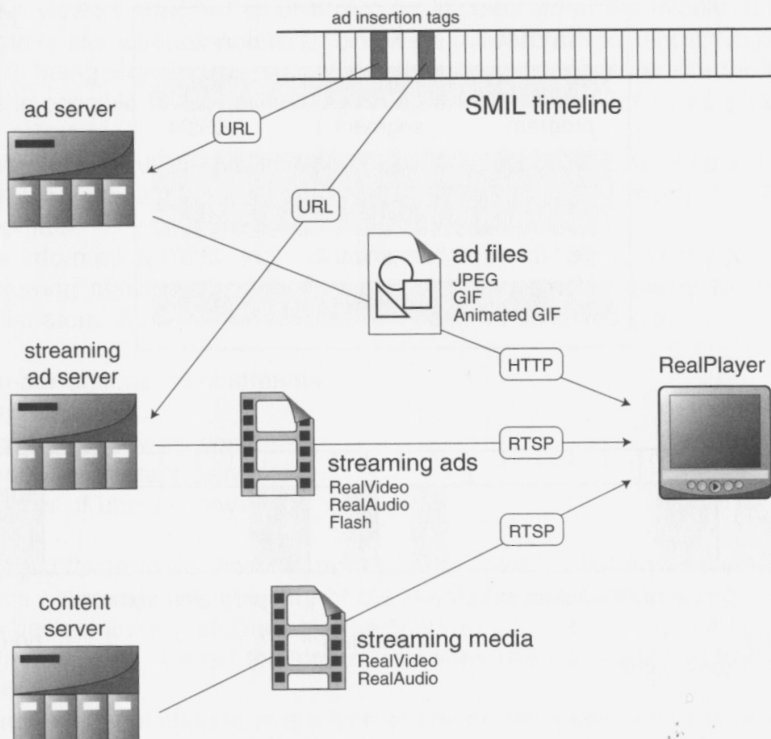 ad insertion tags
SMIL timeline
ad server
URL
URL
ad files
JPEG
GIF
Animated GIF
HTTP
RealPlayer
streaming
ad server
RTSP
streaming ads
RealVideo
RealAudio
Flash
RTSP
content
server
streaming media
RealVideo
RealAudio